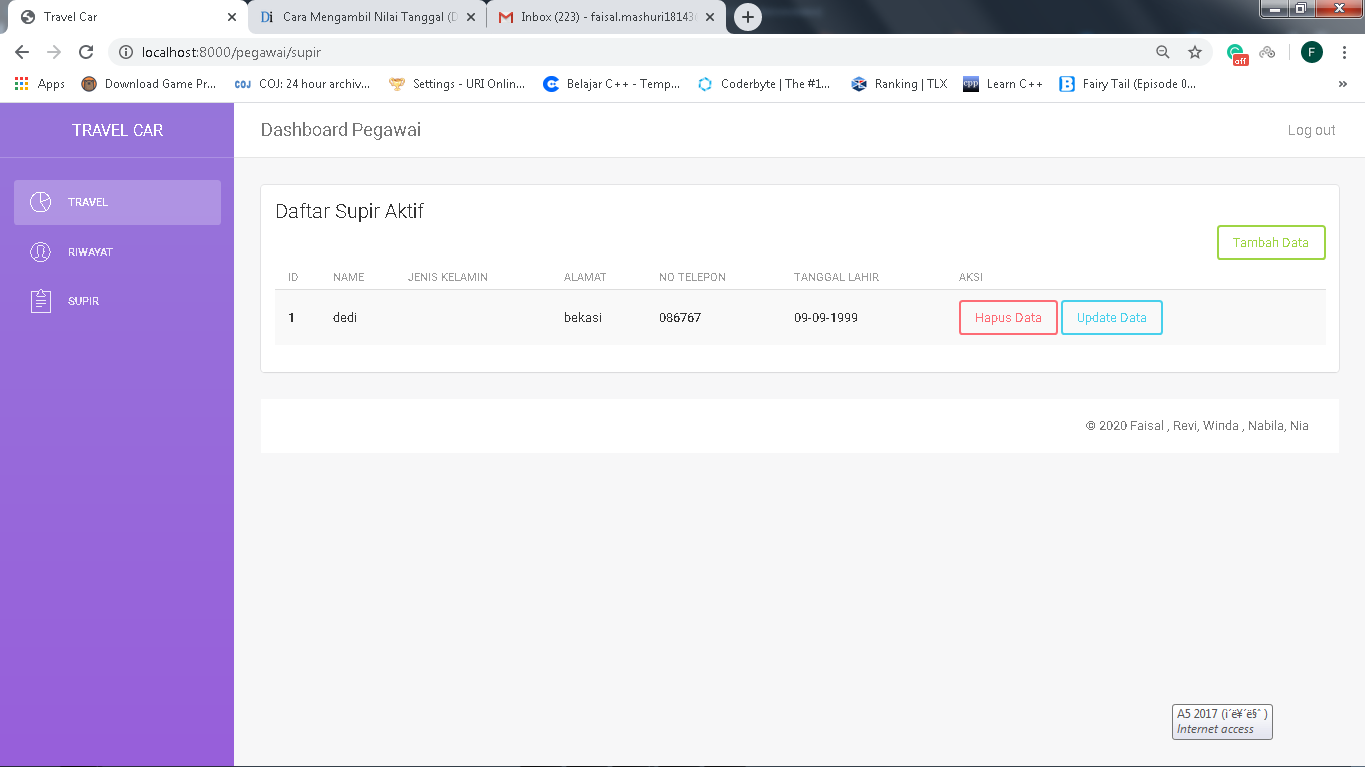 Travel Car
Di Cara Mengambil Nilai Tanggal (D
Inbox (223) - faisal.mashuri18143
localhost:8000/pegawai/supir
off
F
Apps Download Game Pr... COJ COJ: 24 hour archiv... Settings - URI Onlin... Belajar C++ - Temp... Coderbyte | The #1... Ranking | TLX cpp Learn C++ Fairy Tail (Episode 0... »
TRAVEL CAR
Dashboard Pegawai
Log out
TRAVEL
RIWAYAT
SUPIR
Daftar Supir Aktif
Tambah Data
ID NAME JENIS KELAMIN ALAMAT NO TELEPON TANGGAL LAHIR AKSI
1 dedi bekasi 086767 09-09-1999 Hapus Data Update Data
© 2020 Faisal , Revi, Winda , Nabila, Nia
A5 2017
Internet access